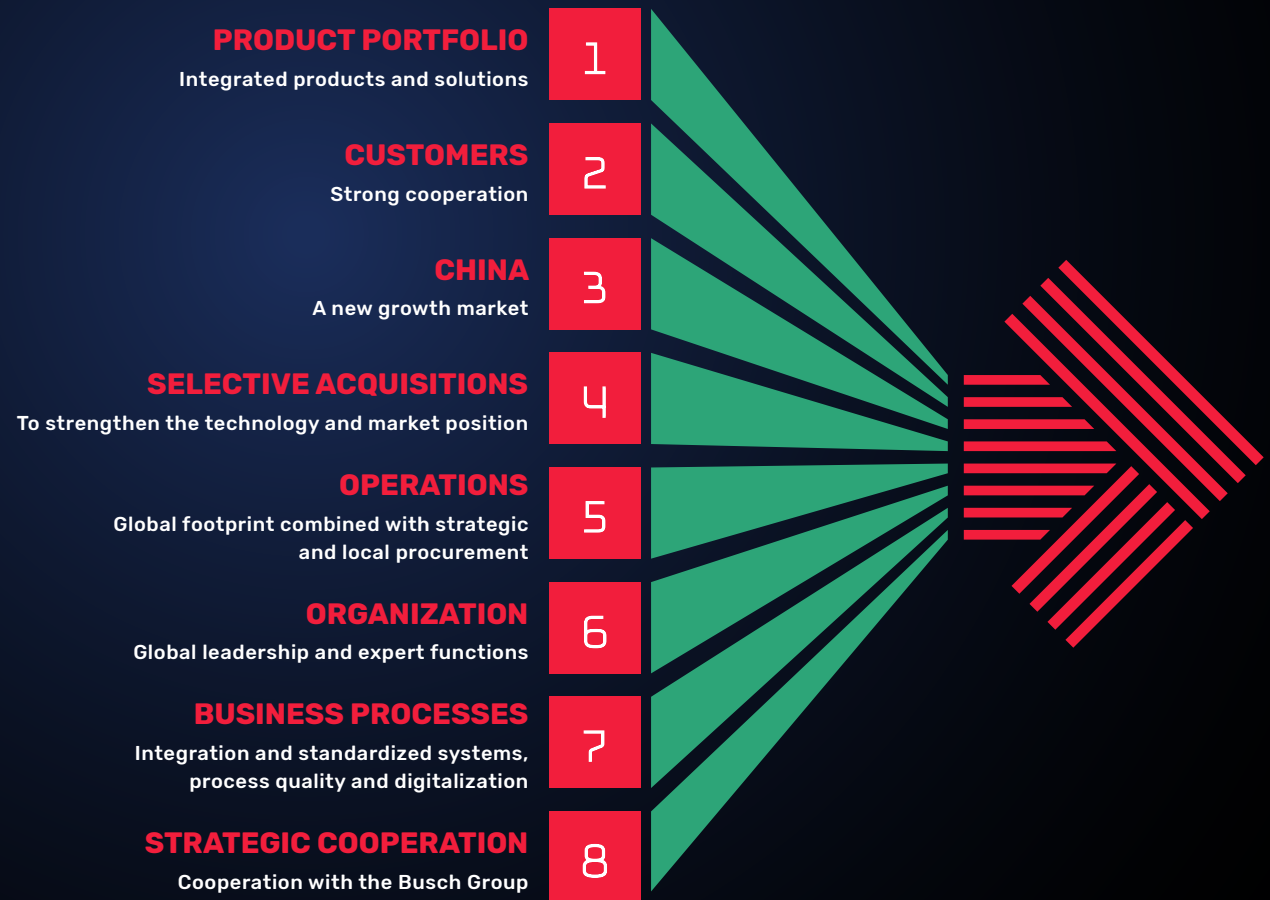 PRODUCT PORTFOLIO
Integrated products and solutions
1
CUSTOMERS
Strong cooperation
2
CHINA
A new growth market
3
SELECTIVE ACQUISITIONS
To strengthen the technology and market position
4
OPERATIONS
Global footprint combined with strategic
and local procurement
5
ORGANIZATION
Global leadership and expert functions
6
BUSINESS PROCESSES
Integration and standardized systems,
process quality and digitalization
7
STRATEGIC COOPERATION
Cooperation with the Busch Group
8